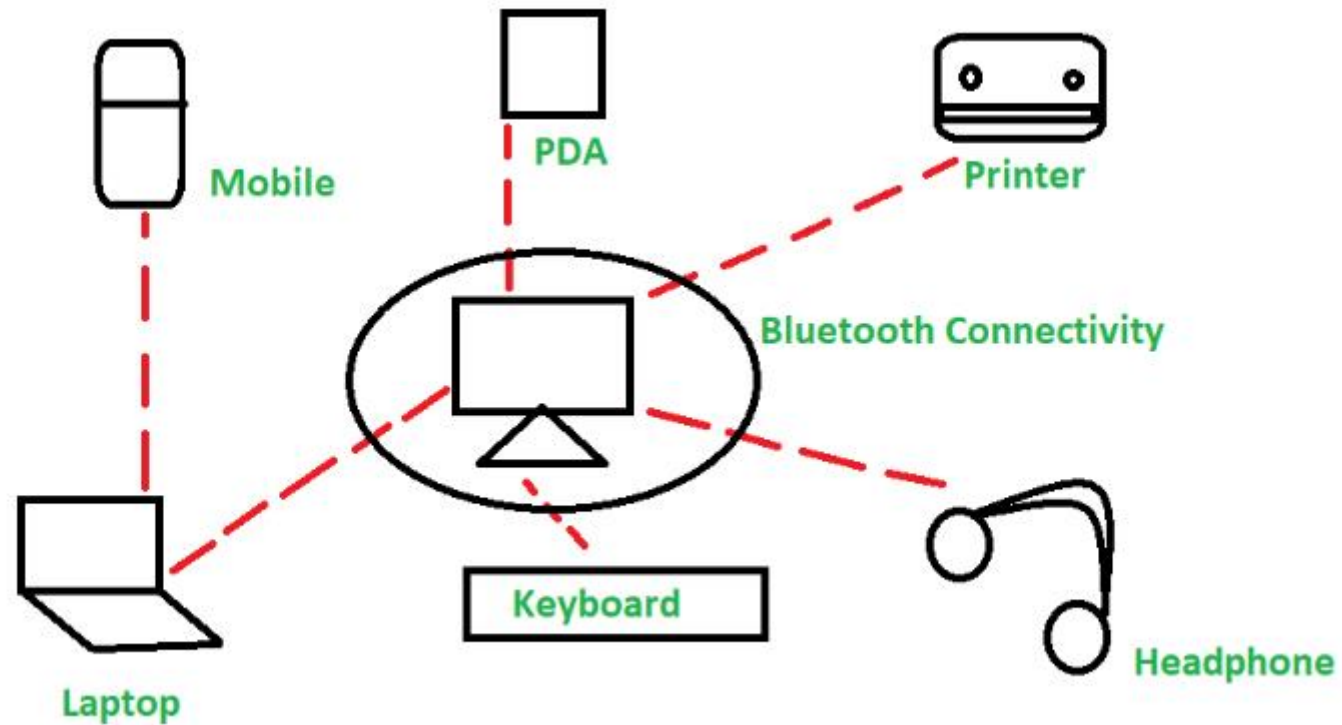 PDA
Mobile
Printer
Bluetooth Connectivity
Keyboard
Headphone
Laptop